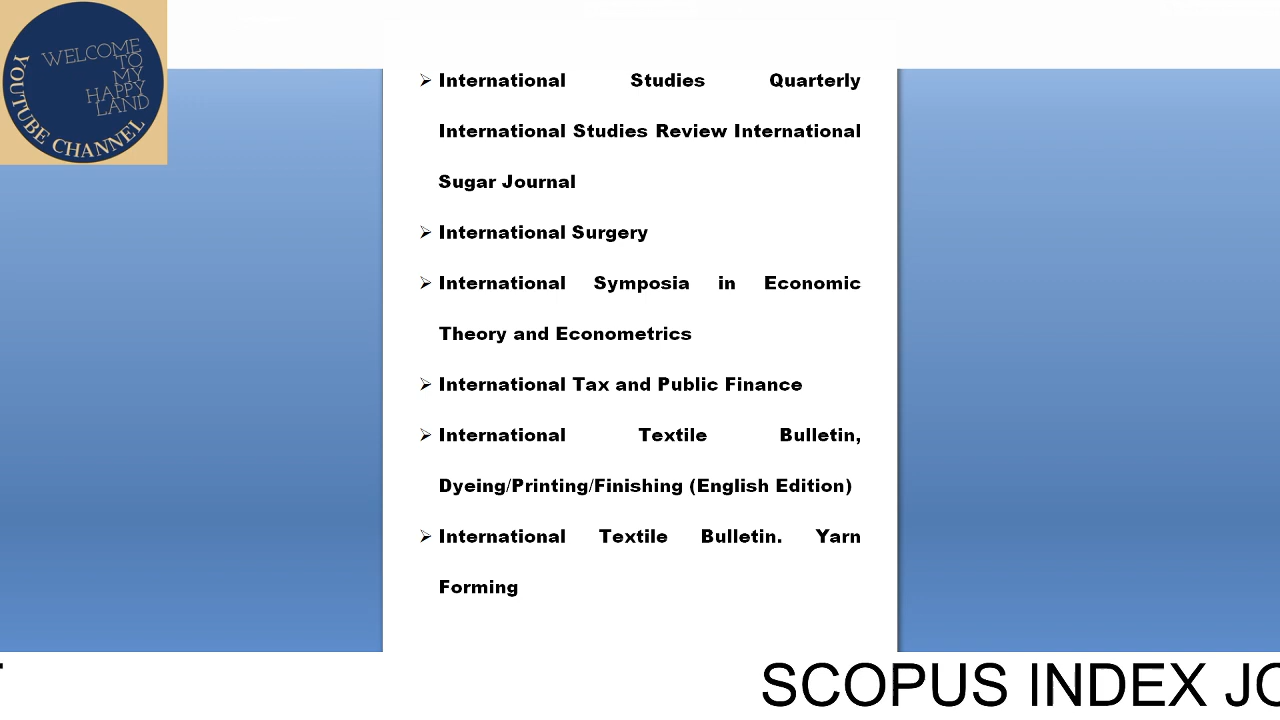 WELCOME
TO
MY
HAPPY
LAND
YOUTUBE CHANNEL
➢ International Studies Quarterly
International Studies Review International
Sugar Journal
➢ International Surgery
➢ International Symposia in Economic
Theory and Econometrics
➢ International Tax and Public Finance
➢ International Textile Bulletin,
Dyeing/Printing/Finishing (English Edition)
➢ International Textile Bulletin. Yarn
Forming
SCOPUS INDEX